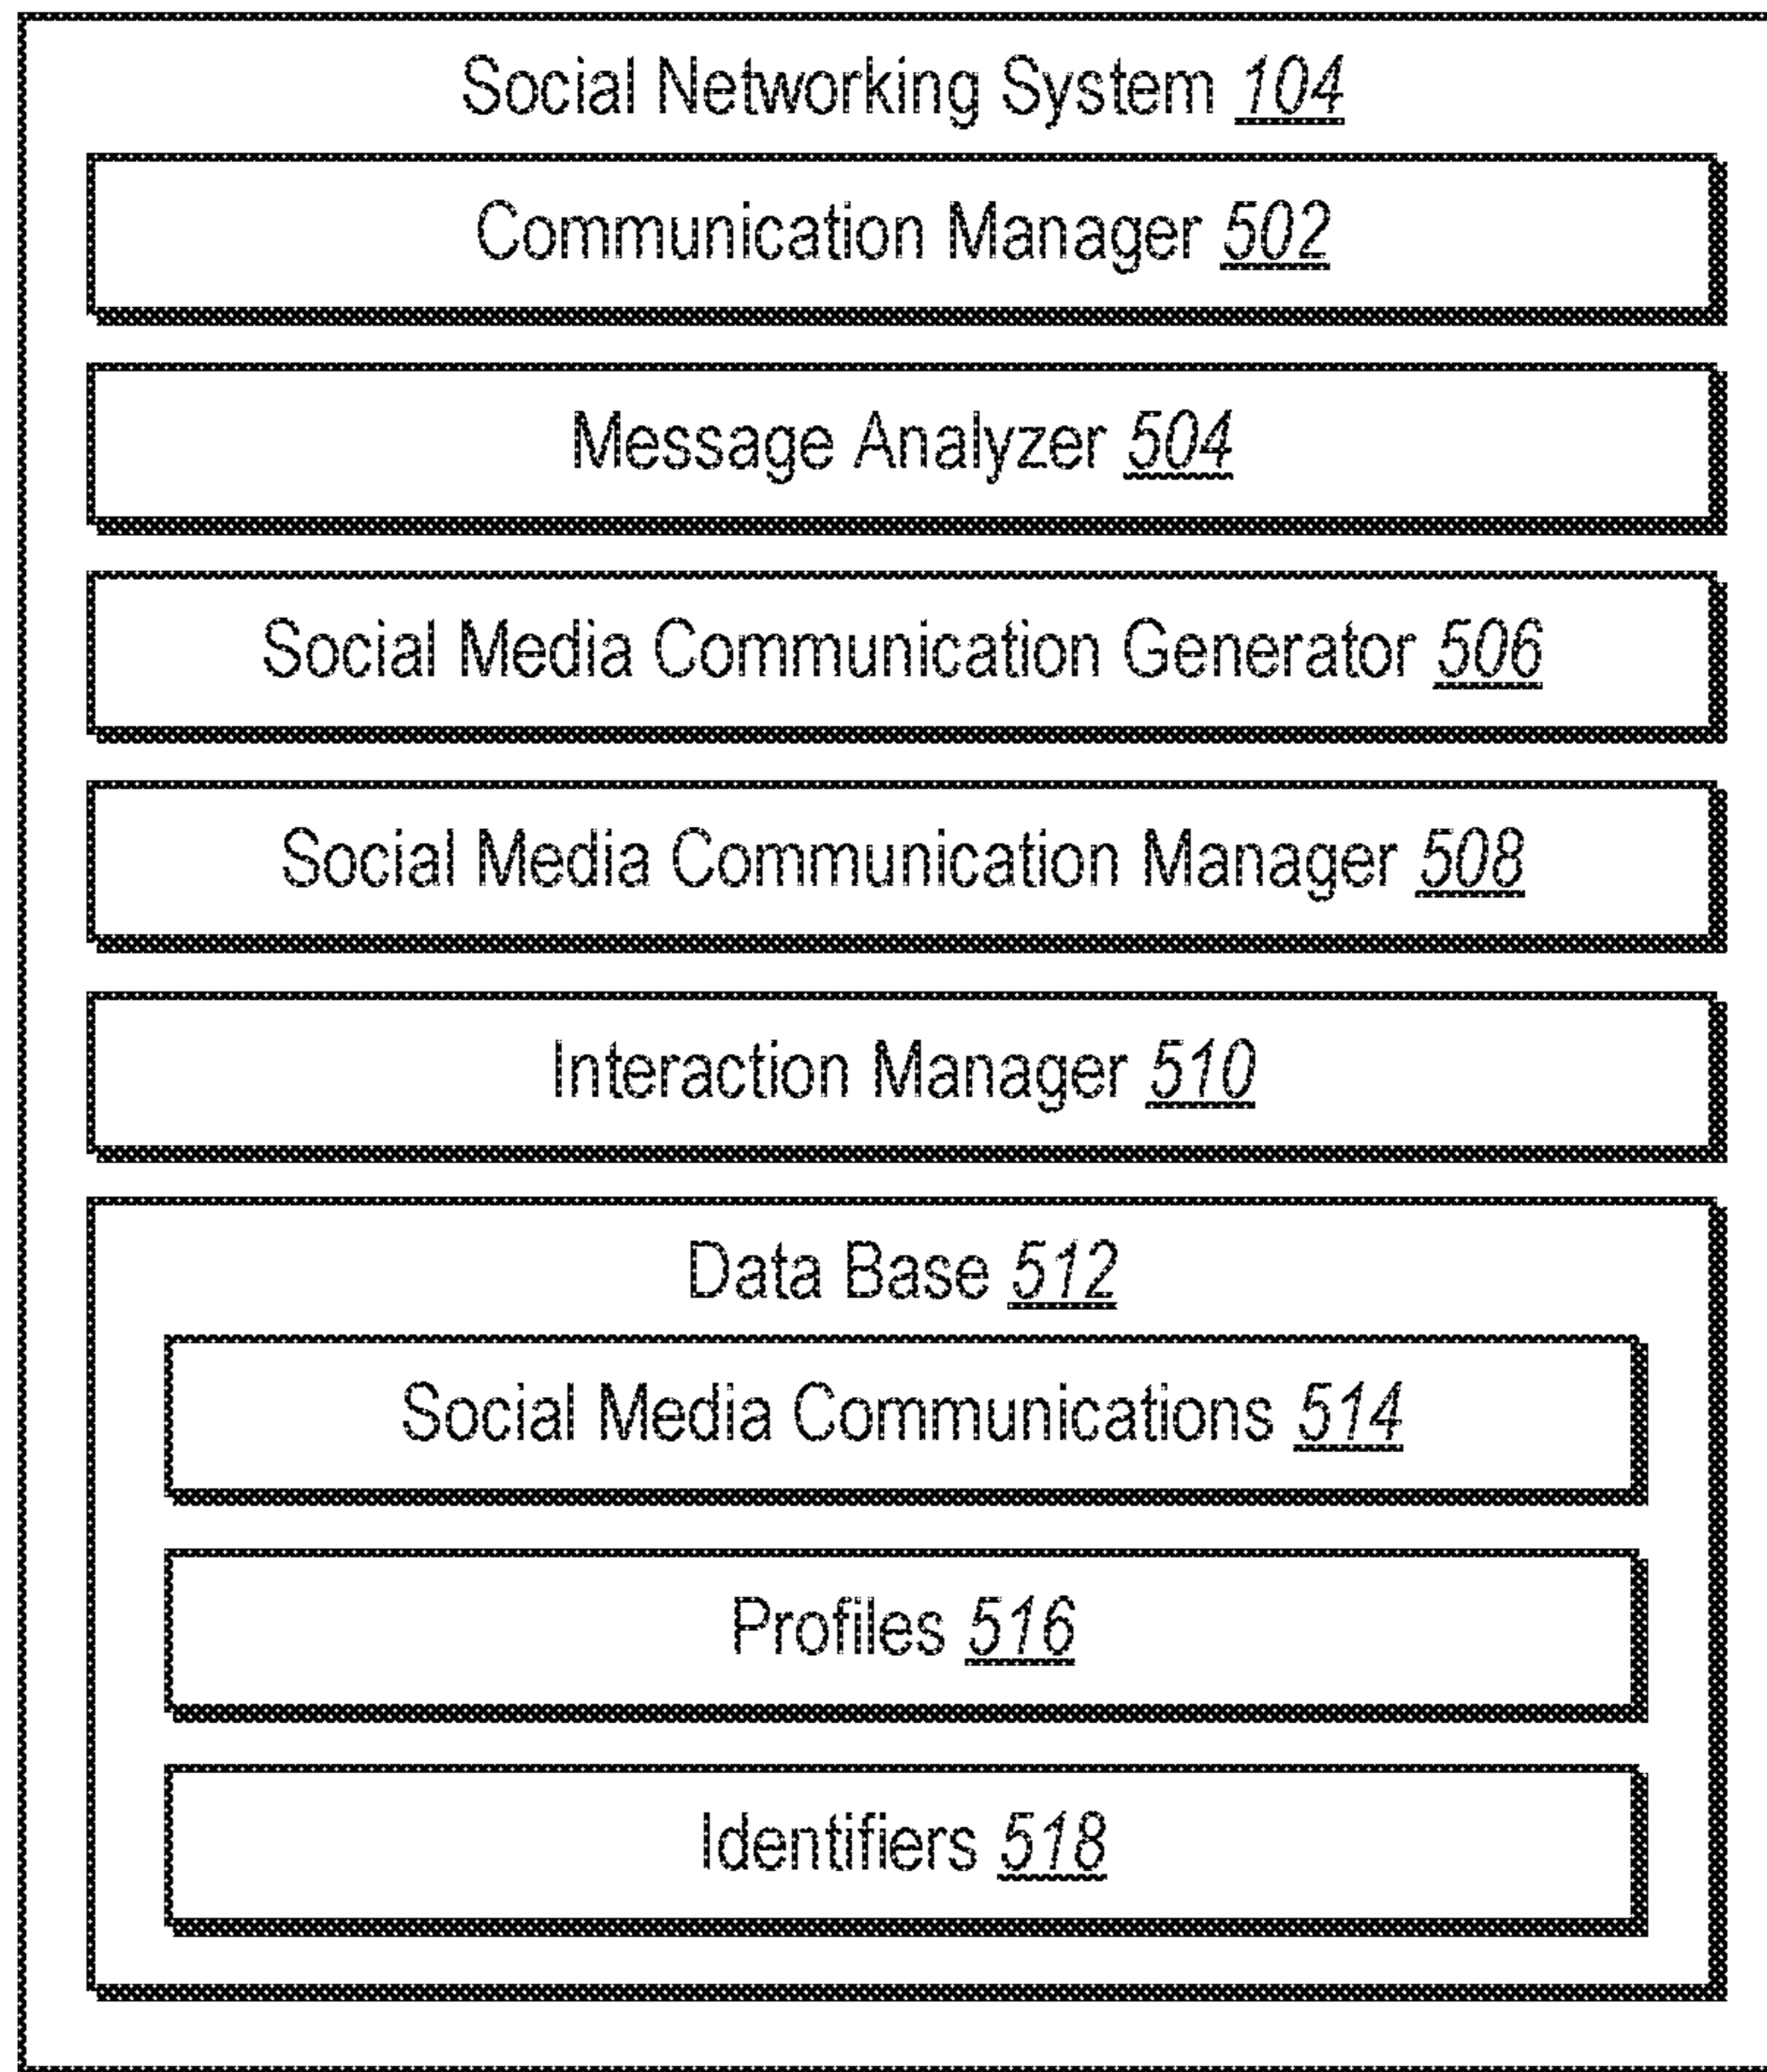 Social Networking System 104
Communication Manager 502
Message Analyzer 504
Social Media Communication Generator 506
Social Media Communication Manager 508
Interaction Manager 510
Data Base 512
Social Media Communications 514
Profiles 516
Identifiers 518